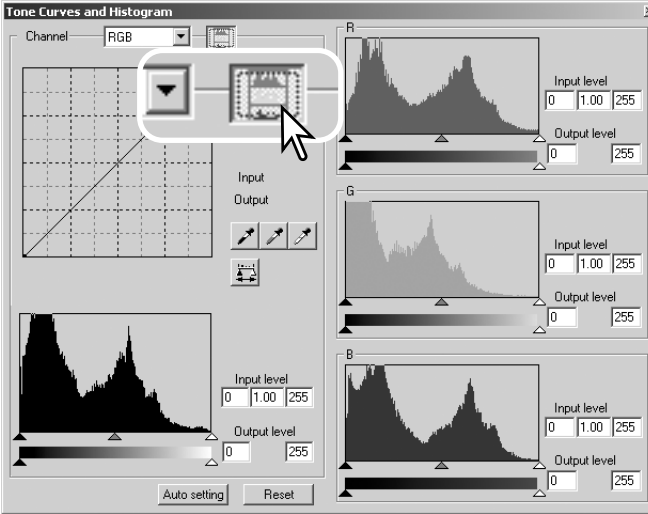 Tone Curves and Histogram
Channel RGB
Input
Output
Input level
0 1.00 255
Output level
0 255
Auto setting Reset
R
Input level
0 1.00 255
Output level
0 255
G
Input level
0 1.00 255
Output level
0 255
B
Input level
0 1.00 255
Output level
0 255